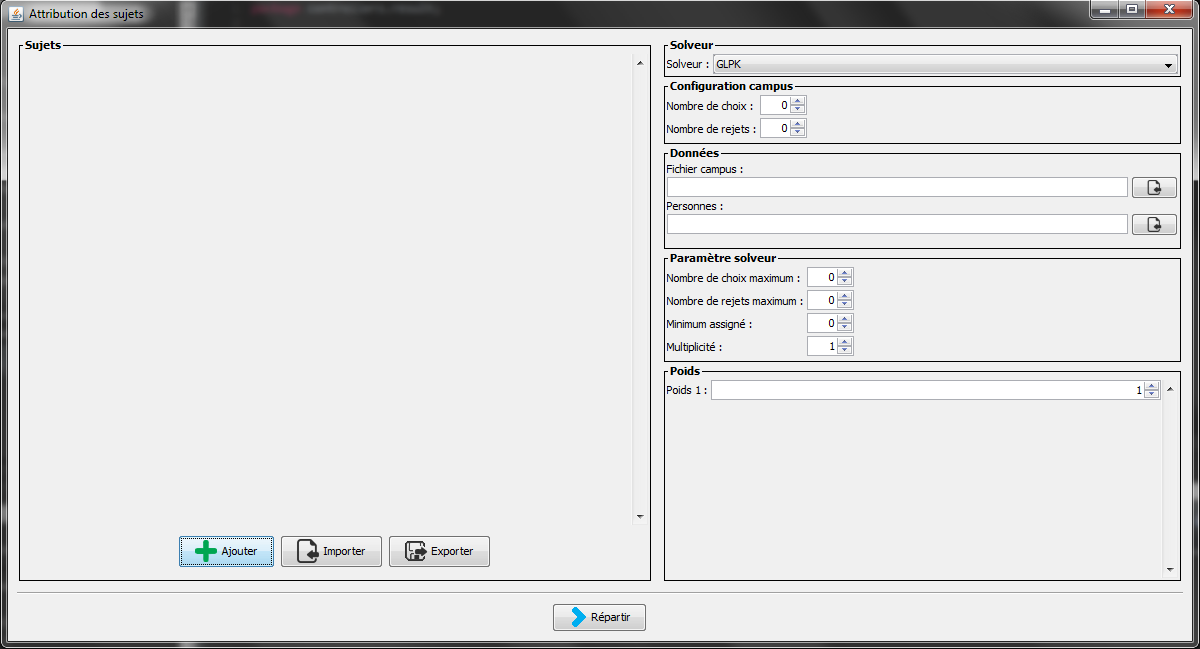 Attribution des sujets
Sujets
Ajouter
Importer
Exporter
Solveur
Solveur : GLPK
Configuration campus
Nombre de choix : 0
Nombre de rejets : 0
Données
Fichier campus :
Personnes :
Paramètre solveur
Nombre de choix maximum : 0
Nombre de rejets maximum : 0
Minimum assigné : 0
Multiplicité : 1
Poids
Poids 1 : 1
Répartir